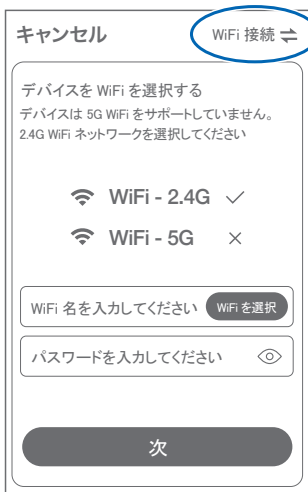 キャンセル WiFi 接続
デバイスを WiFi を選択する
デバイスは 5G WiFi をサポートしていません。
2.4G WiFi ネットワークを選択してください
WiFi - 2.4G
WiFi - 5G
WiFi 名を入力してください WiFi を選択
パスワードを入力してください
次